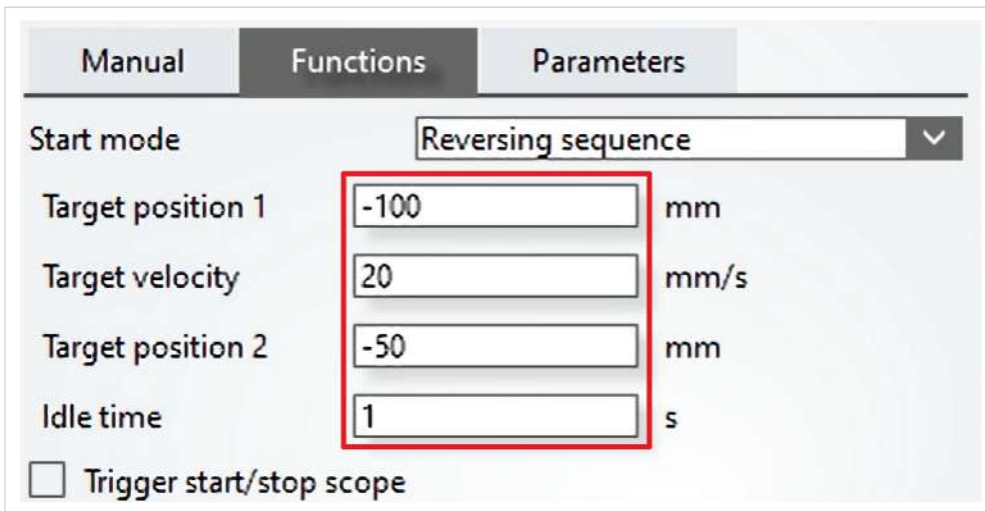 Manual Functions Parameters
Start mode Reversing sequence
Target position 1 -100 mm
Target velocity 20 mm/s
Target position 2 -50 mm
Idle time 1 s
Trigger start/stop scope